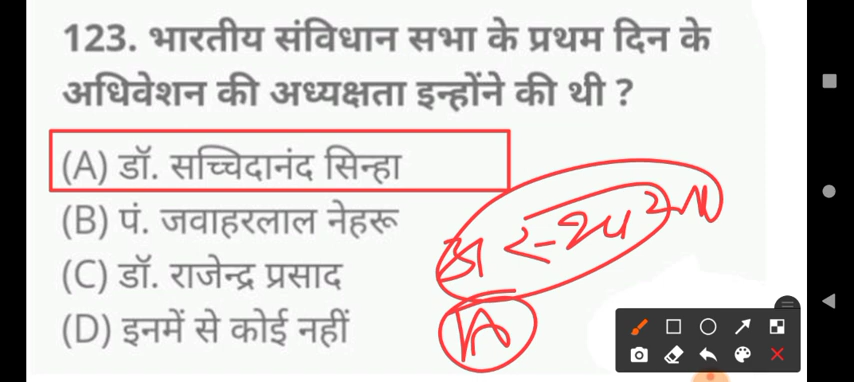 123. भारतीय संविधान सभा के प्रथम दिन के
अधिवेशन की अध्यक्षता इन्होंने की थी ?
(A) डॉ. सच्चिदानंद सिन्हा
(B) पं. जवाहरलाल नेहरू
(C) डॉ. राजेन्द्र प्रसाद
(D) इनमें से कोई नहीं
A